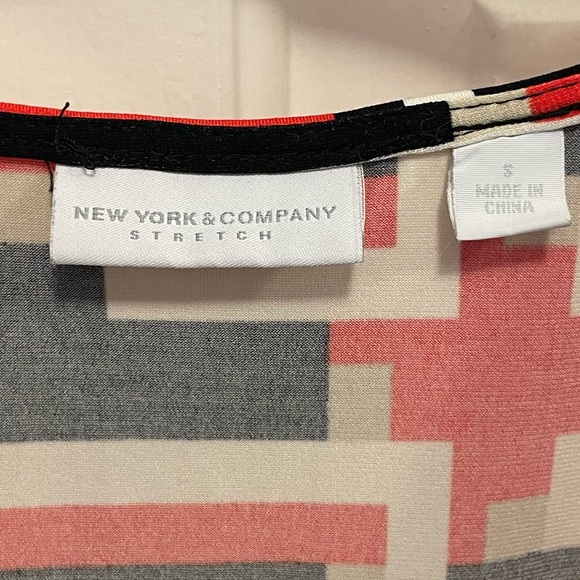 NEW YORK & COMPANY
STRETCH
S
MADE IN
CHINA